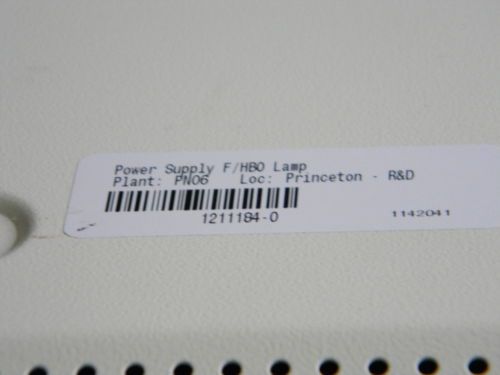 Power Supply F/HBO Lamp
Plant: PN06 Loc: Princeton - R&D
1211184-0
1142041